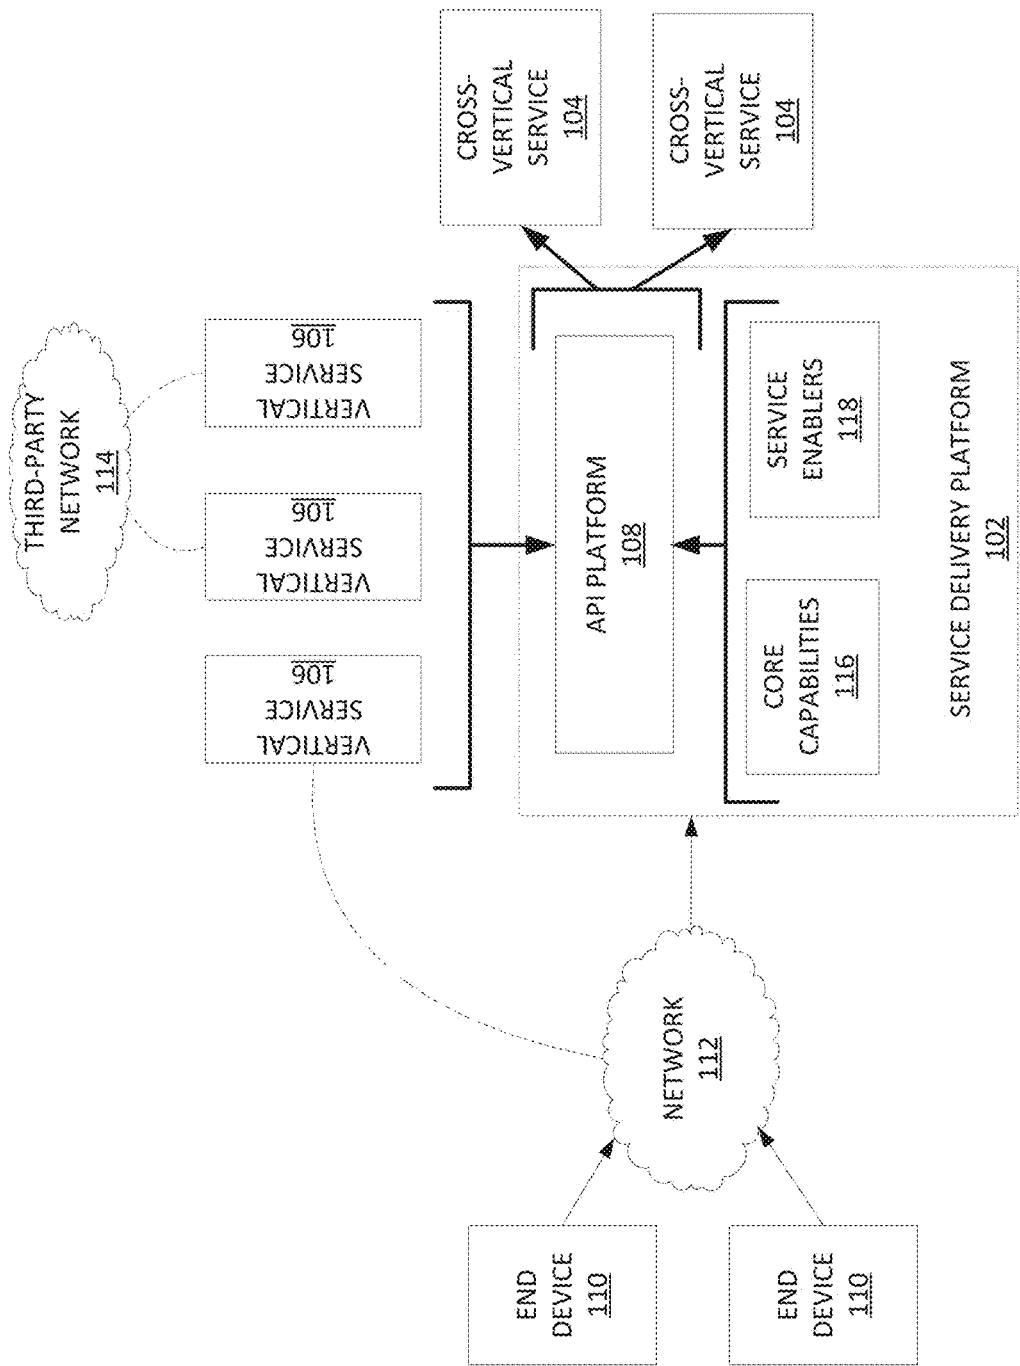 THIRD-PARTY
NETWORK
114
VERTICAL
SERVICE
106
VERTICAL
SERVICE
106
VERTICAL
SERVICE
106
CROSS-
VERTICAL
SERVICE
104
CROSS-
VERTICAL
SERVICE
104
API PLATFORM
108
CORE
CAPABILITIES
116
SERVICE
ENABLERS
118
SERVICE DELIVERY PLATFORM
102
NETWORK
112
END
DEVICE
110
END
DEVICE
110